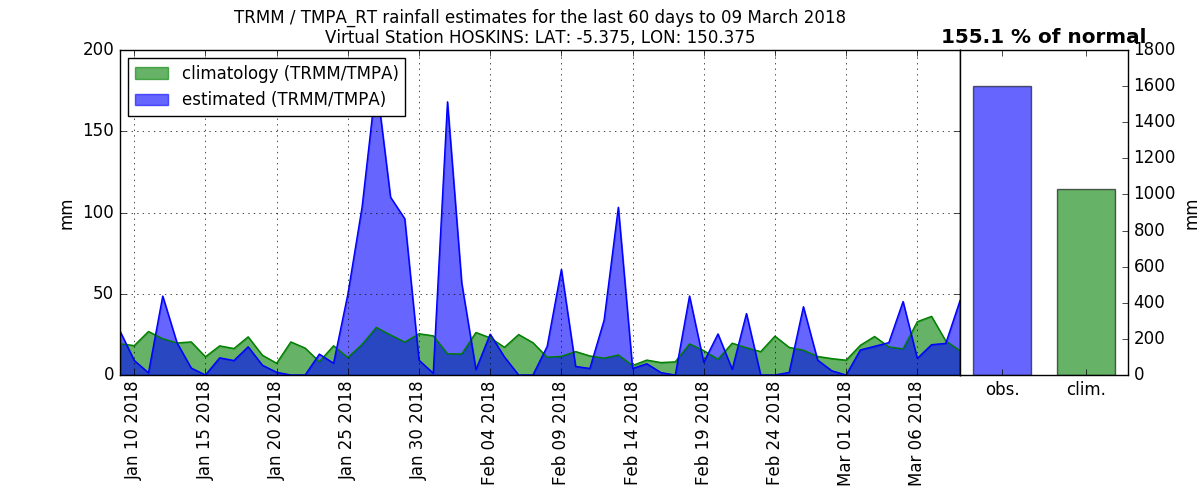 TRMM / TMPA_RT rainfall estimates for the last 60 days to 09 March 2018
Virtual Station HOSKINS: LAT: -5.375, LON: 150.375
155.1 % of normal
climatology (TRMM/TMPA)
estimated (TRMM/TMPA)
200
150
100
50
0
mm
Jan 10 2018
Jan 15 2018
Jan 20 2018
Jan 25 2018
Jan 30 2018
Feb 04 2018
Feb 09 2018
Feb 14 2018
Feb 19 2018
Feb 24 2018
Mar 01 2018
Mar 06 2018
obs.
clim.
1800
1600
1400
1200
1000
800
600
400
200
0
mm